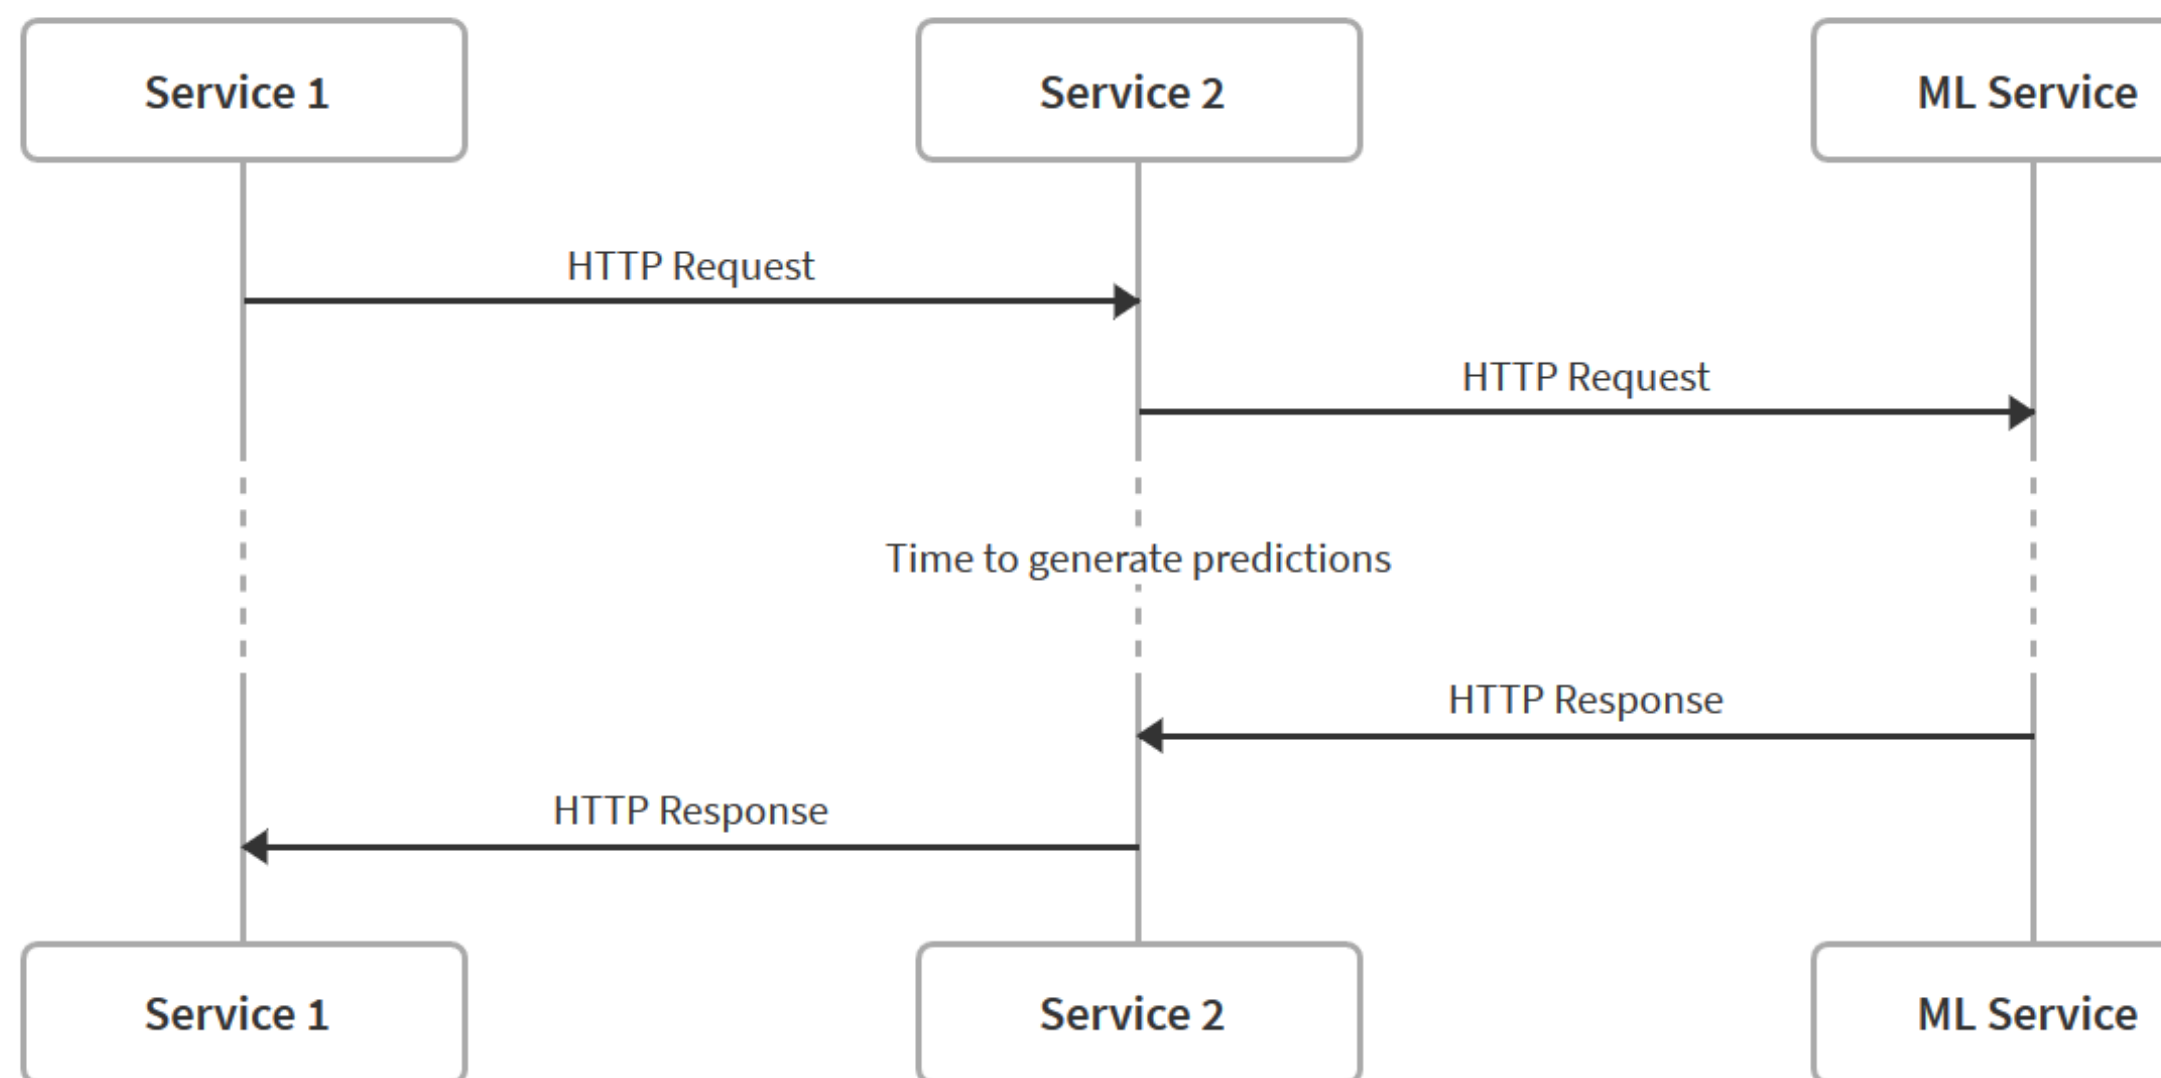 Service 1
Service 2
ML Service
HTTP Request
HTTP Request
Time to generate predictions
HTTP Response
HTTP Response
Service 1
Service 2
ML Service